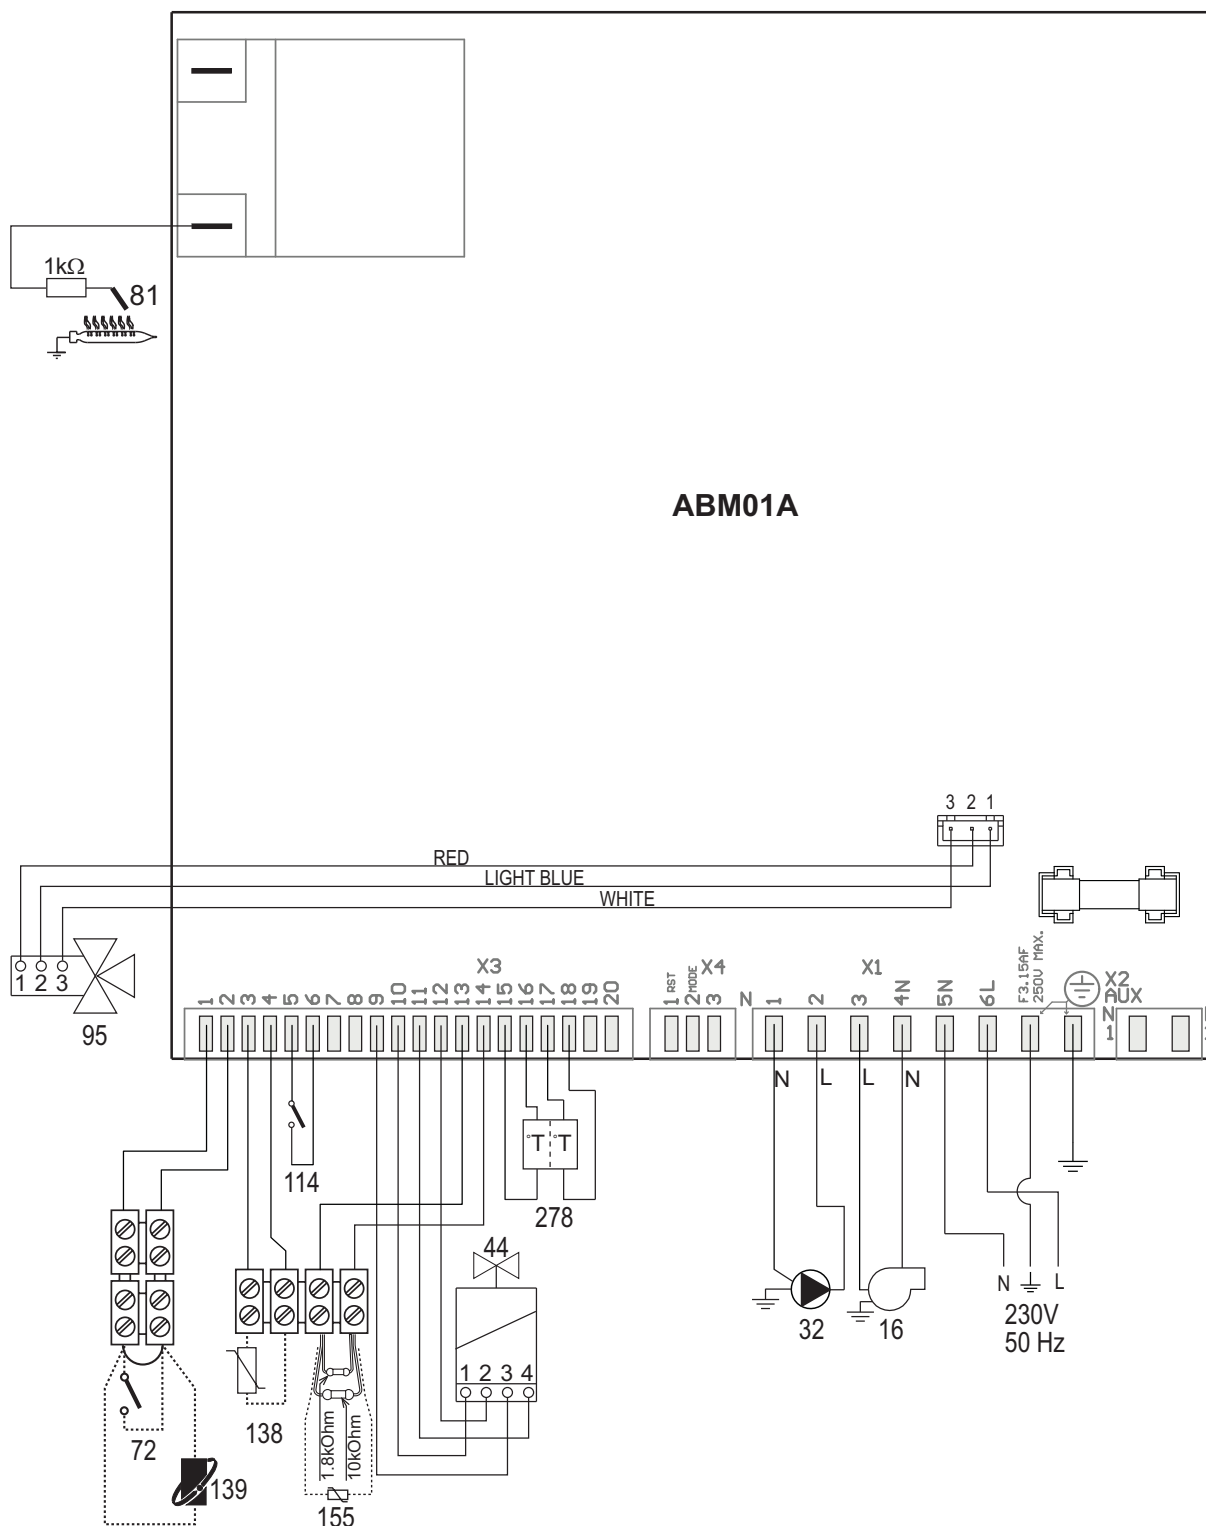 1kΩ
81
ABM01A
3 2 1
RED
LIGHT BLUE
WHITE
1 2 3
95
X3
1 2 3 4 5 6 7 8 9 10 11 12 13 14 15 16 17 18 19 20
X4
1 RST
2 MODE
3
N
X1
1 2 3 4N 5N 6L
F3.15AF
250V MAX.
X2
AUX
N
1
N L L N
°T °T
114
278
44
1 2 3 4
N L
230V
50 Hz
32
16
72
138
1.8kOhm
10kOhm
139
155